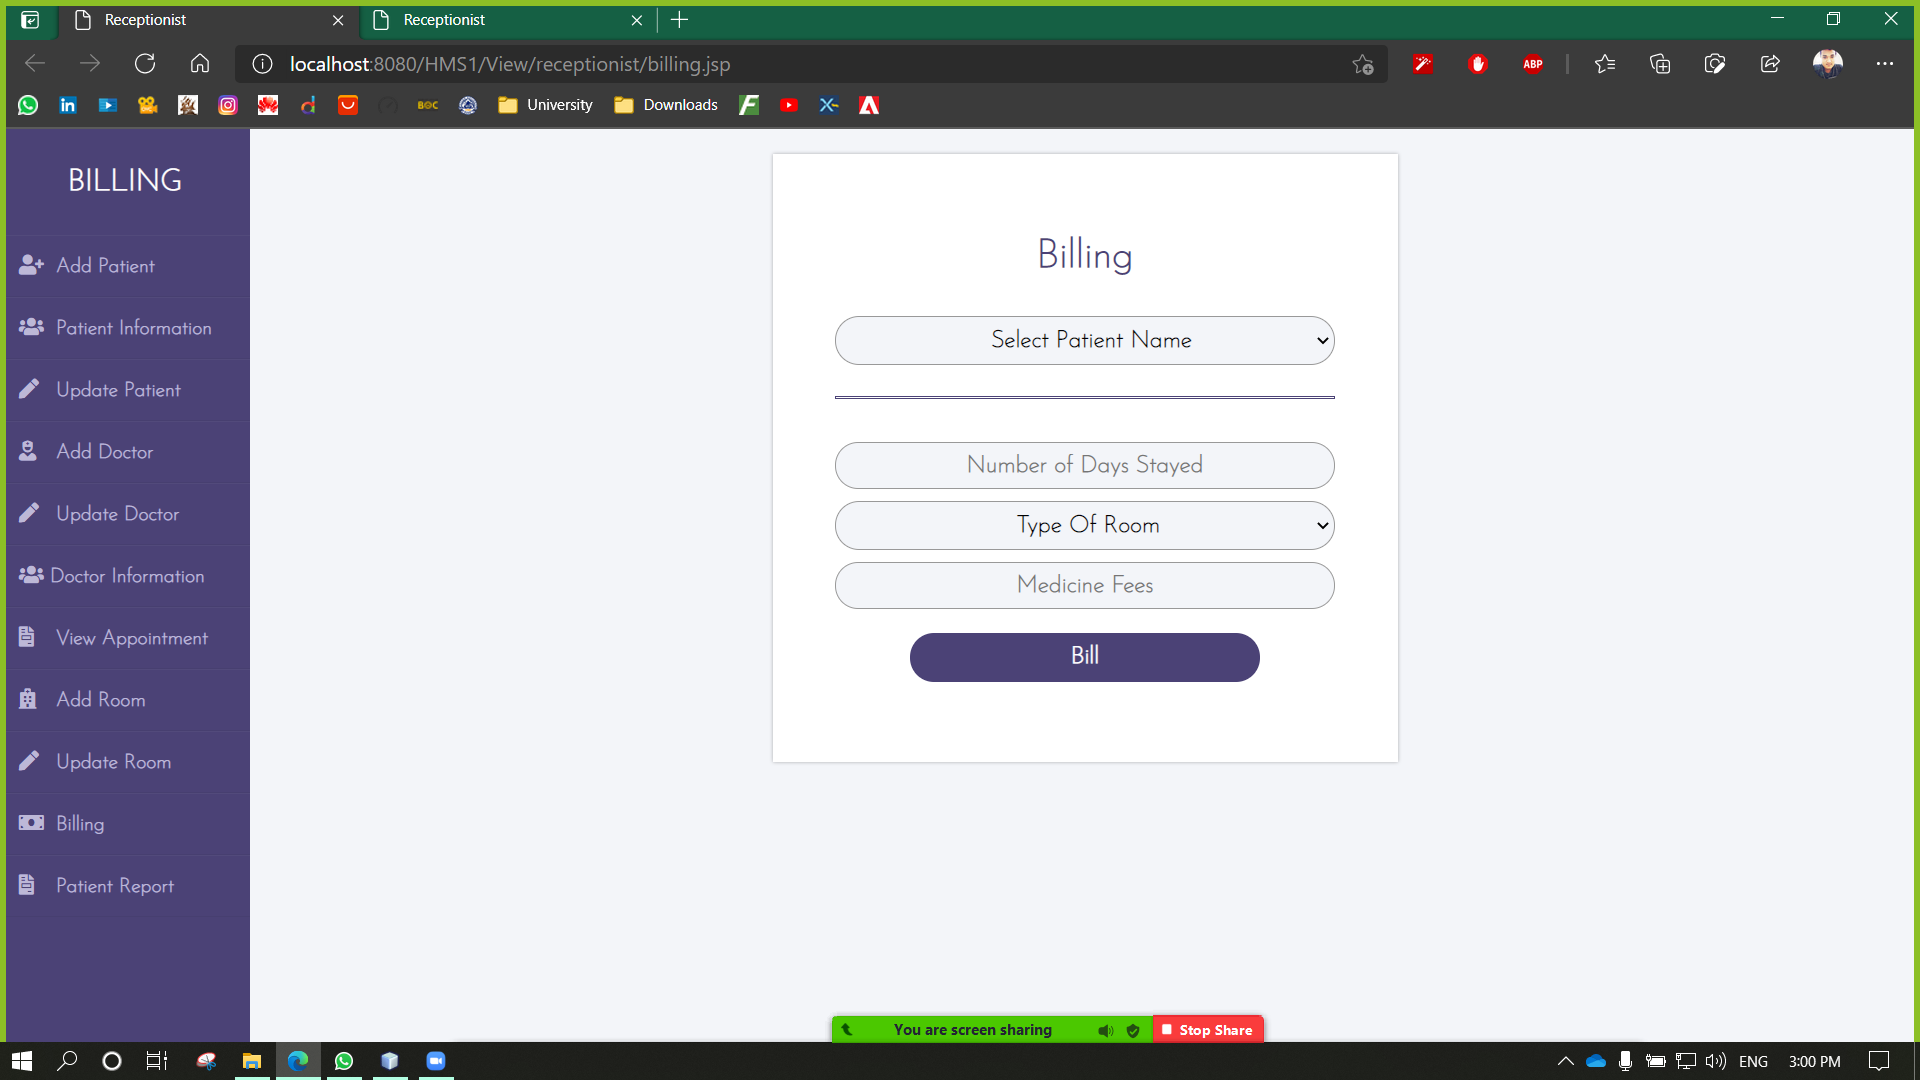 Receptionist
Receptionist
localhost:8080/HMS1/View/receptionist/billing.jsp
ABP
BOC
University
Downloads
BILLING
Add Patient
Patient Information
Update Patient
Add Doctor
Update Doctor
Doctor Information
View Appointment
Add Room
Update Room
Billing
Patient Report
Billing
Select Patient Name
Number of Days Stayed
Type Of Room
Medicine Fees
Bill
You are screen sharing
Stop Share
ENG
3:00 PM